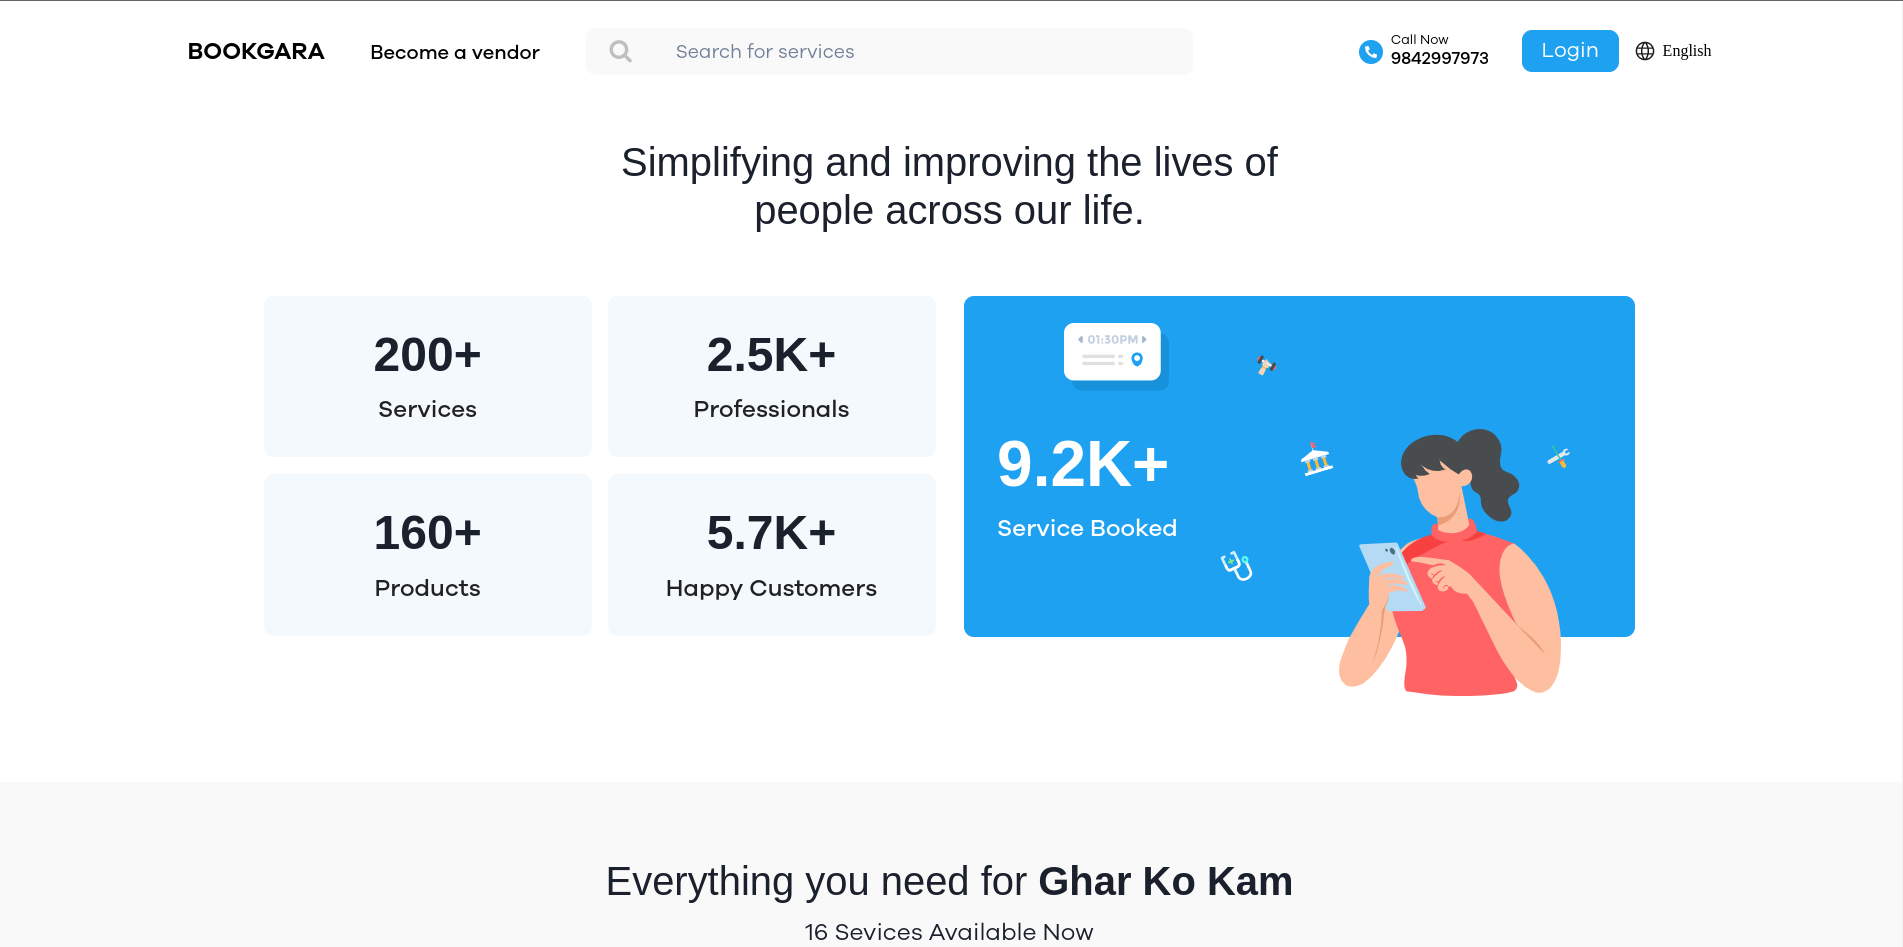 BOOKGARA
Become a vendor
Search for services
Call Now
9842997973
Login
English
Simplifying and improving the lives of
people across our life.
200+
Services
2.5K+
Professionals
160+
Products
5.7K+
Happy Customers
01:30PM
9.2K+
Service Booked
Everything you need for Ghar Ko Kam
16 Sevices Available Now